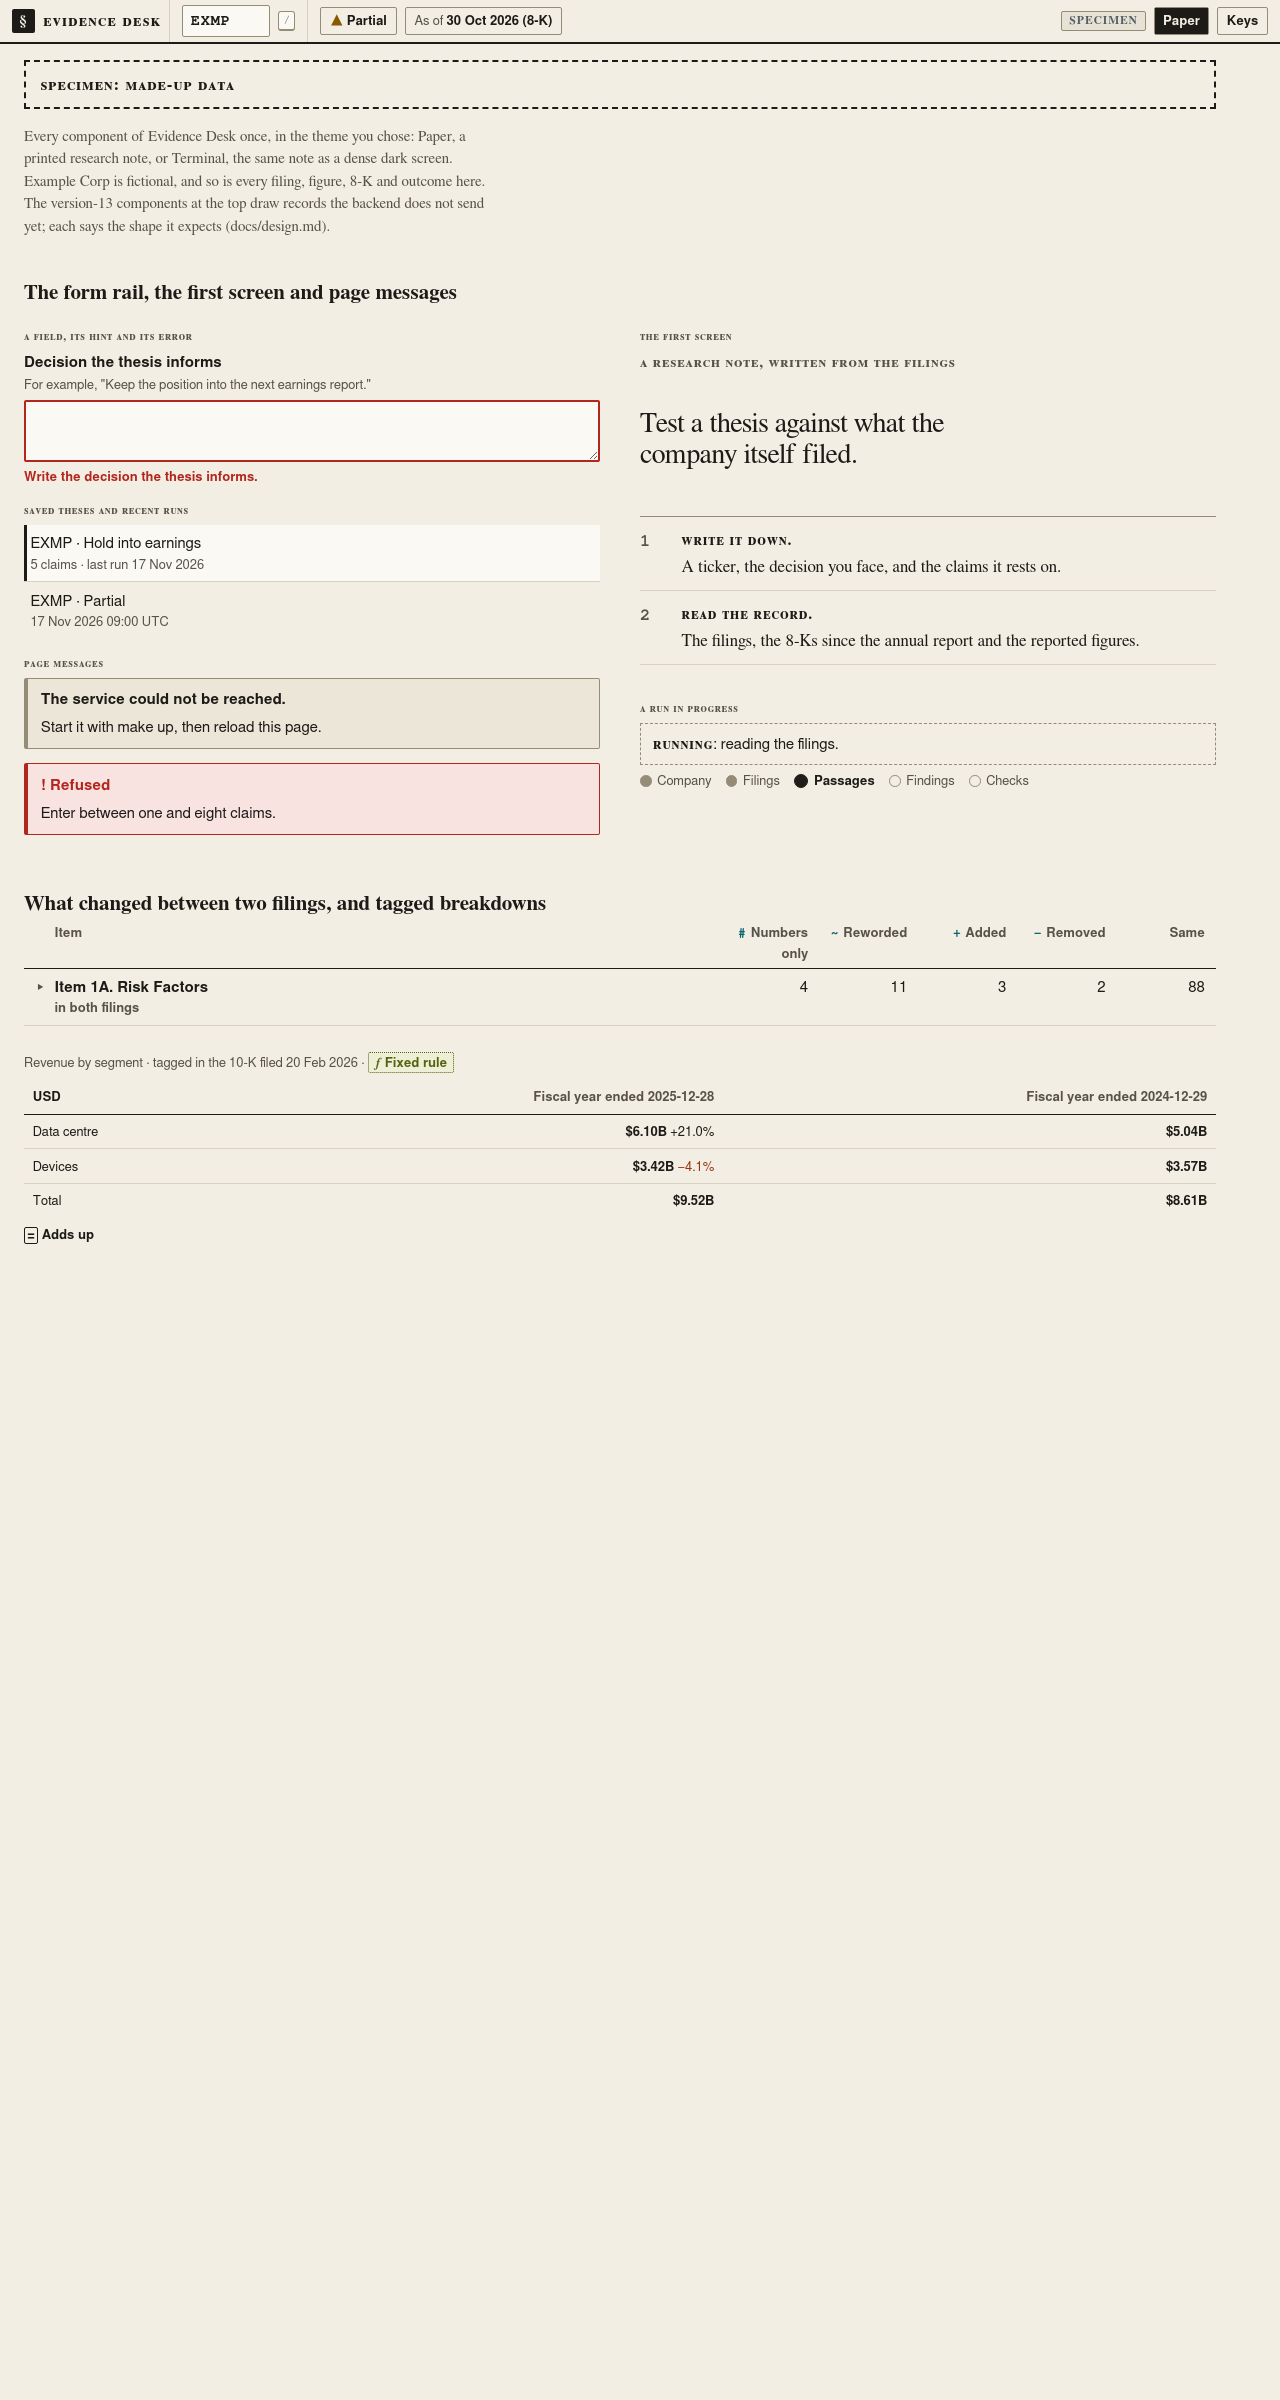 § EVIDENCE DESK EXMP / ▲ Partial As of 30 Oct 2026 (8-K) SPECIMEN Paper Keys
SPECIMEN: MADE-UP DATA
Every component of Evidence Desk once, in the theme you chose: Paper, a
printed research note, or Terminal, the same note as a dense dark screen.
Example Corp is fictional, and so is every filing, figure, 8-K and outcome here.
The version-13 components at the top draw records the backend does not send
yet; each says the shape it expects (docs/design.md).
The form rail, the first screen and page messages
A FIELD, ITS HINT AND ITS ERROR
Decision the thesis informs
For example, "Keep the position into the next earnings report."
Write the decision the thesis informs.
SAVED THESES AND RECENT RUNS
EXMP · Hold into earnings
5 claims · last run 17 Nov 2026
EXMP · Partial
17 Nov 2026 09:00 UTC
PAGE MESSAGES
The service could not be reached.
Start it with make up, then reload this page.
! Refused
Enter between one and eight claims.
THE FIRST SCREEN
A RESEARCH NOTE, WRITTEN FROM THE FILINGS
Test a thesis against what the
company itself filed.
1 WRITE IT DOWN.
A ticker, the decision you face, and the claims it rests on.
2 READ THE RECORD.
The filings, the 8-Ks since the annual report and the reported figures.
A RUN IN PROGRESS
RUNNING: reading the filings.
Company Filings Passages Findings Checks
What changed between two filings, and tagged breakdowns
Item # Numbers only ~ Reworded + Added − Removed Same
▸ Item 1A. Risk Factors 4 11 3 2 88
in both filings
Revenue by segment · tagged in the 10-K filed 20 Feb 2026 · ƒ Fixed rule
USD Fiscal year ended 2025-12-28 Fiscal year ended 2024-12-29
Data centre $6.10B +21.0% $5.04B
Devices $3.42B −4.1% $3.57B
Total $9.52B $8.61B
= Adds up